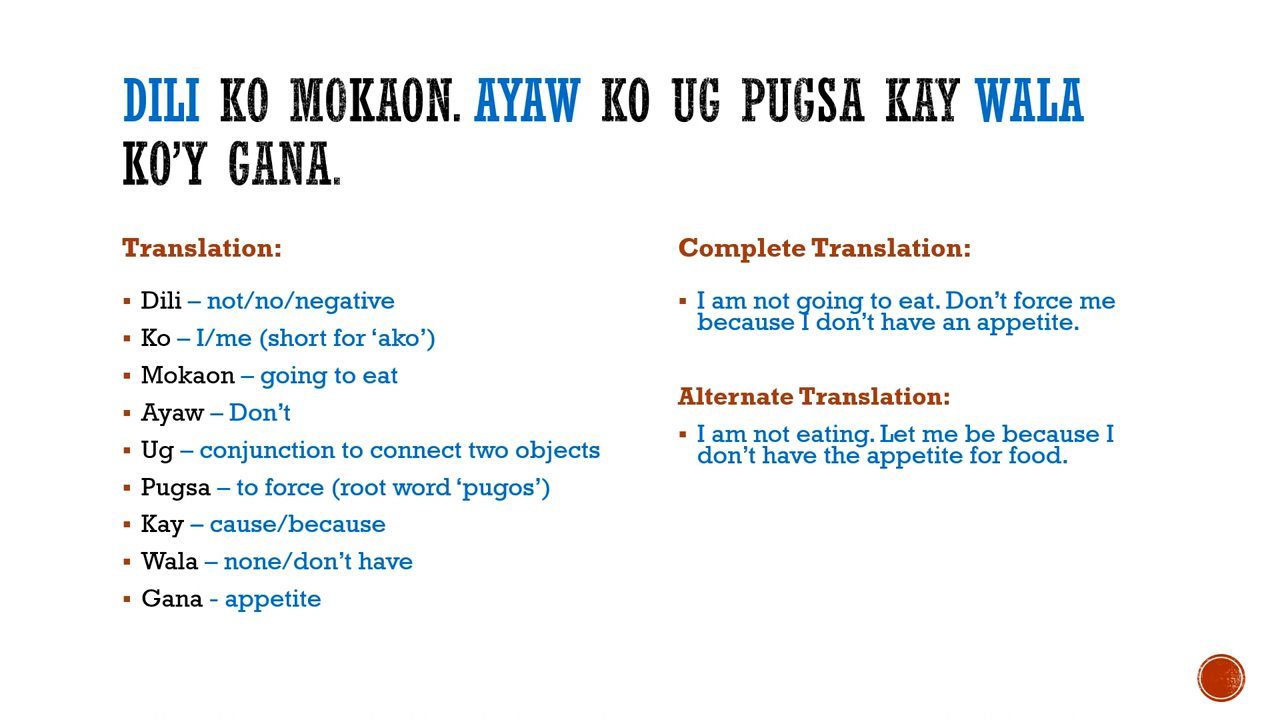 DILI KO MOKAON. AYAW KO UG PUGSA KAY WALA
KO’Y GANA.
Translation:
▪ Dili – not/no/negative
▪ Ko – I/me (short for ‘ako’)
▪ Mokaon – going to eat
▪ Ayaw – Don’t
▪ Ug – conjunction to connect two objects
▪ Pugsa – to force (root word ‘pugos’)
▪ Kay – cause/because
▪ Wala – none/don’t have
▪ Gana - appetite
Complete Translation:
▪ I am not going to eat. Don’t force me
because I don’t have an appetite.
Alternate Translation:
▪ I am not eating. Let me be because I
don’t have the appetite for food.